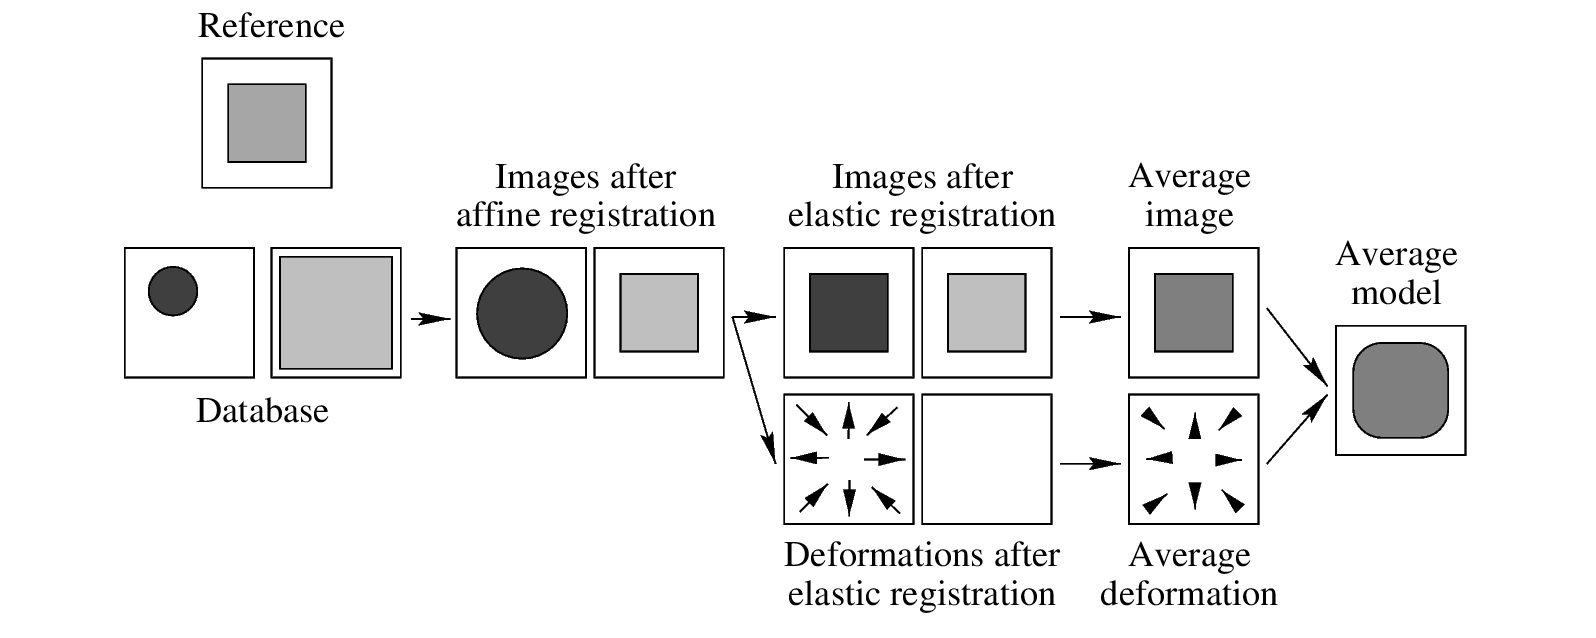 Reference
Images after
affine registration
Images after
elastic registration
Average
image
Average
model
Database
Deformations after
elastic registration
Average
deformation